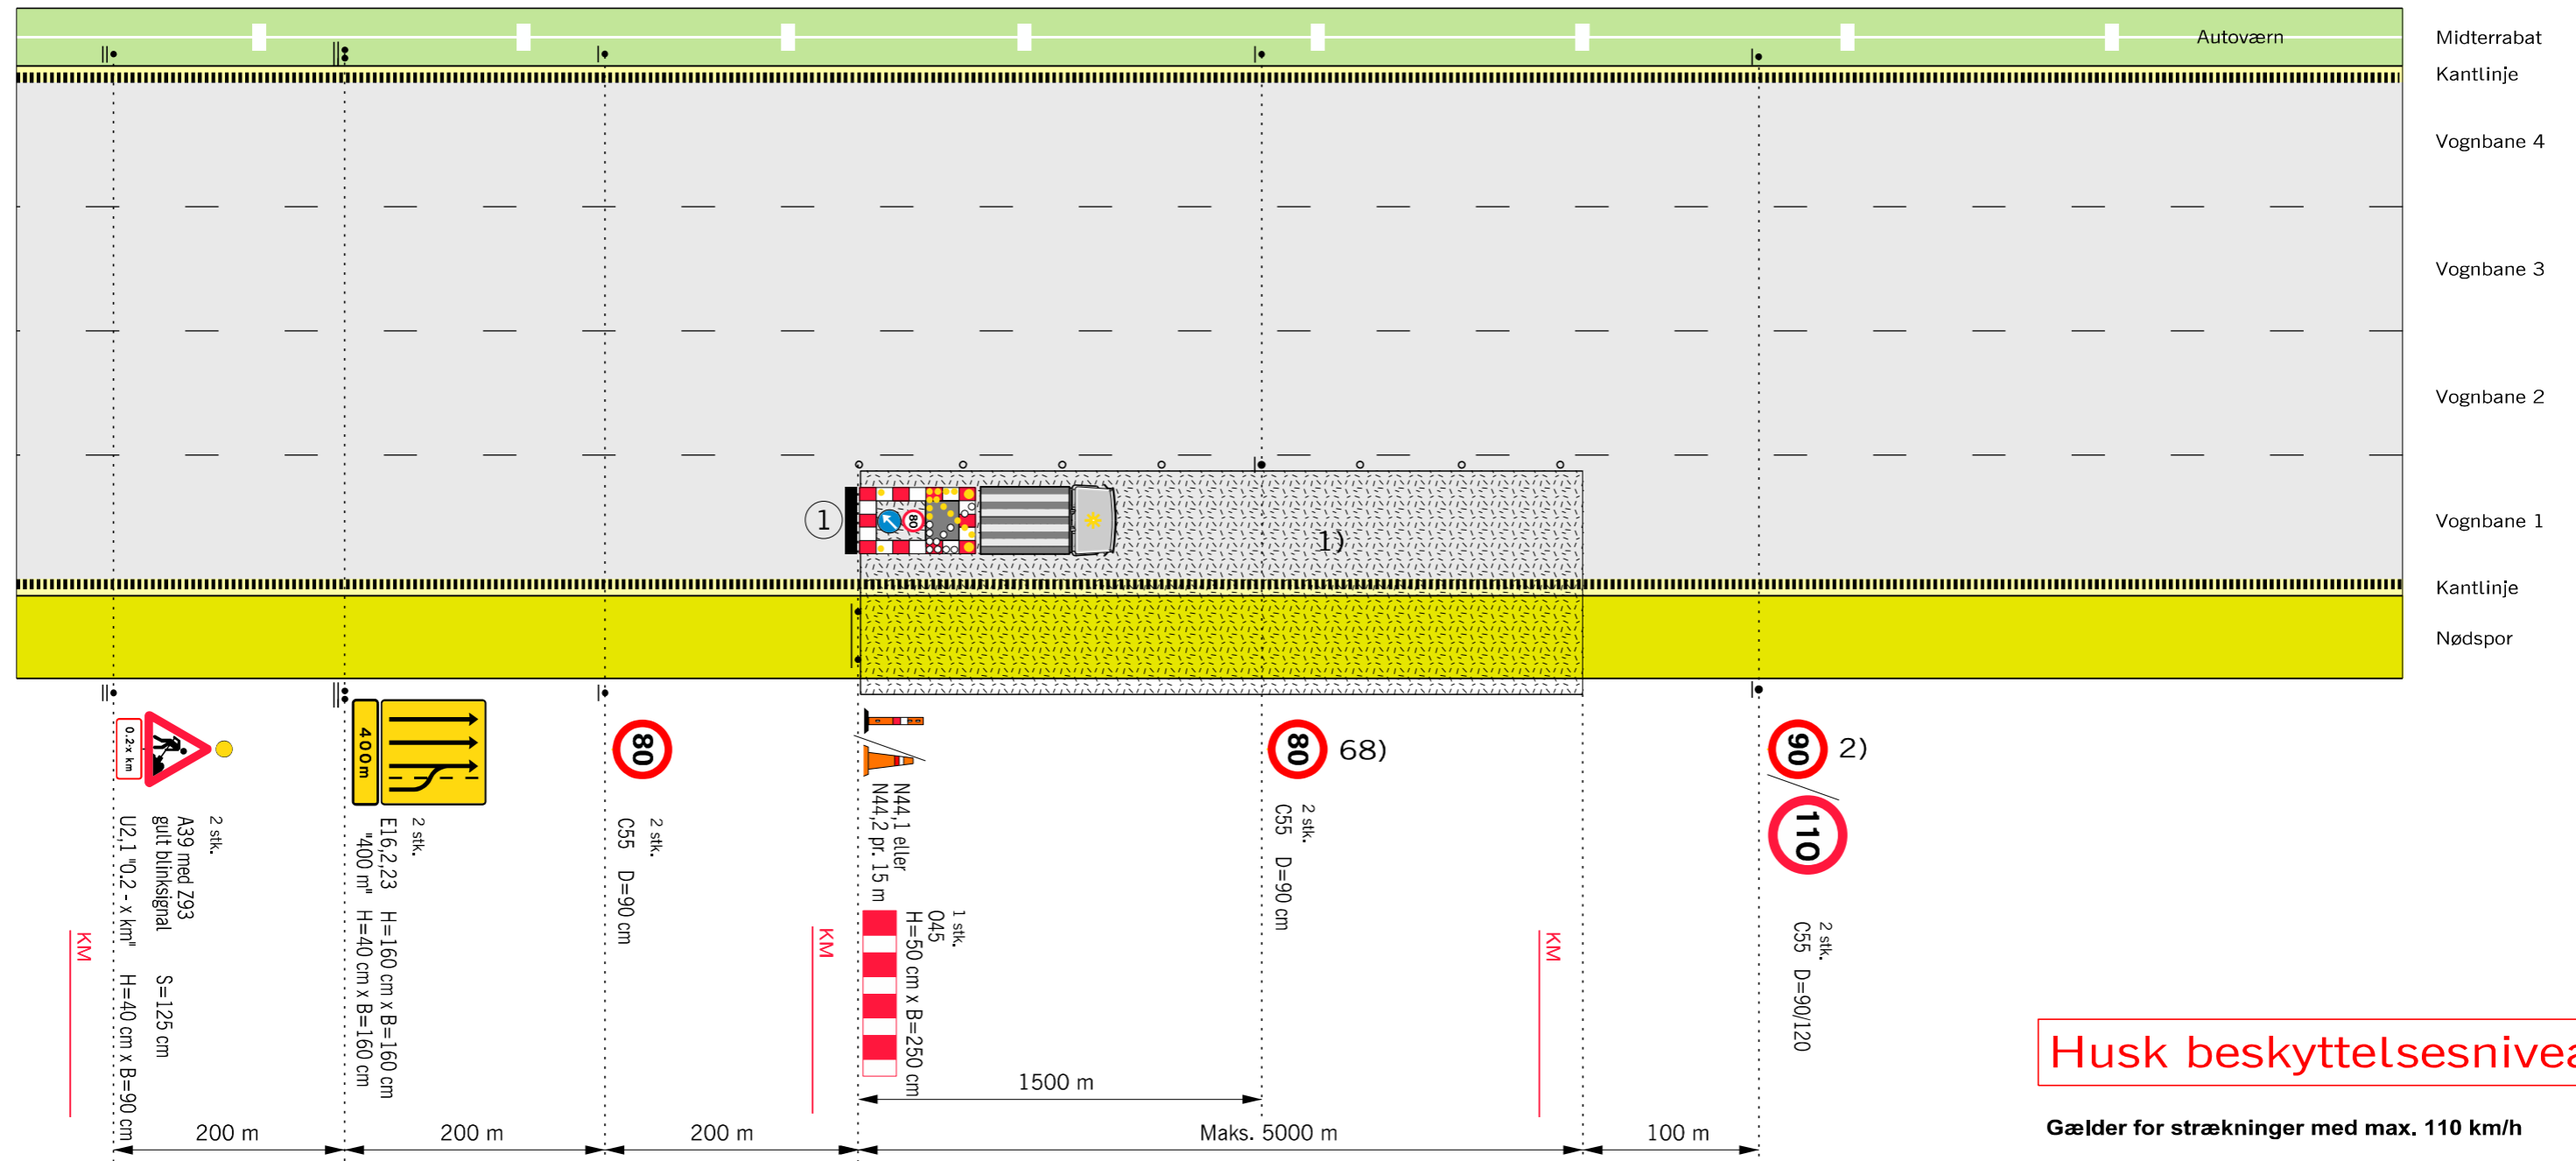 Autoværn
Midterrabat
Kantlinje
Vognbane 4
Vognbane 3
Vognbane 2
Vognbane 1
Kantlinje
Nødspor
1
80
1)
0.2-x km
400m
80
80
68)
90
2)
110
2 stk.
A39 med Z93
gult blinksignal S=125 cm
U2,1 "0.2 - x km" H=40 cm x B=90 cm
2 stk.
E16,2,23 H=160 cm x B=160 cm
"400 m" H=40 cm x B=160 cm
2 stk.
C55 D=90 cm
N44,1 eller
N44,2 pr. 15 m
1 stk.
O45
H=50 cm x B=250 cm
2 stk.
C55 D=90 cm
2 stk.
C55 D=90/120
KM
KM
KM
1500 m
200 m
200 m
200 m
Maks. 5000 m
100 m
Husk beskyttelsesnivea
Gælder for strækninger med max. 110 km/h